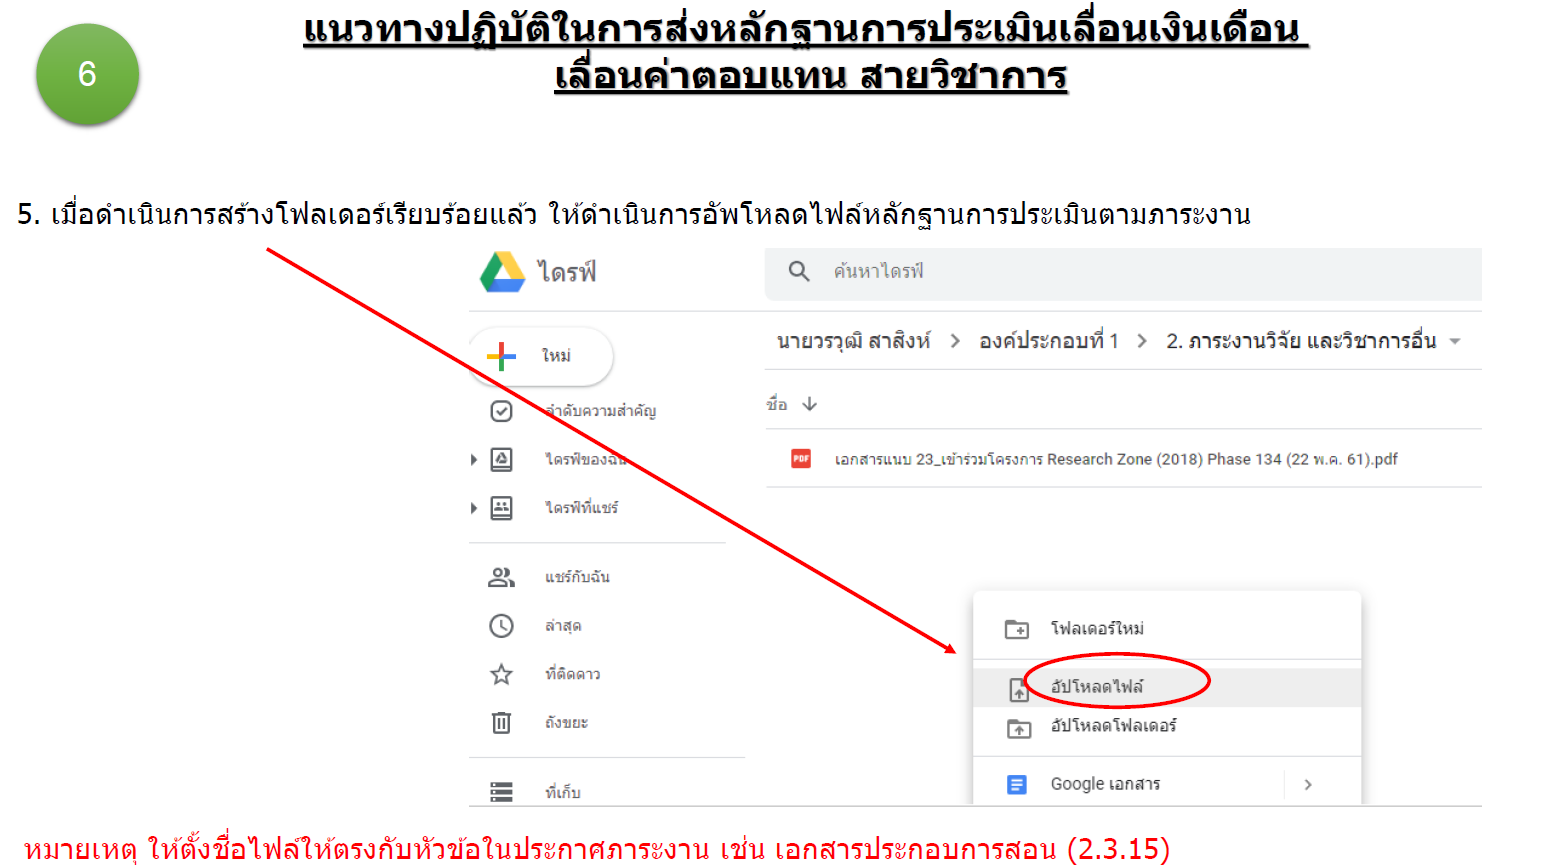 6
แนวทางปฏิบัติในการส่งหลักฐานการประเมินเลื่อนเงินเดือน
เลื่อนค่าตอบแทน สายวิชาการ
5. เมื่อดำเนินการสร้างโฟลเดอร์เรียบร้อยแล้ว ให้ดำเนินการอัพโหลดไฟล์หลักฐานการประเมินตามภาระงาน
ไดรฟ์
ค้นหาไดรฟ์
ใหม่
นายวรวุฒิ สาสิงห์ > องค์ประกอบที่ 1 > 2. ภาระงานวิจัย และวิชาการอื่น
ชื่อ
ลำดับความสำคัญ
ไดรฟ์ของฉัน
PDF เอกสารแนบ 23_เข้าร่วมโครงการ Research Zone (2018) Phase 134 (22 พ.ค. 61).pdf
ไดรฟ์ที่แชร์
แชร์กับฉัน
ล่าสุด
ที่ติดดาว
ถังขยะ
ที่เก็บ
โฟลเดอร์ใหม่
อัปโหลดไฟล์
อัปโหลดโฟลเดอร์
Google เอกสาร
หมายเหตุ ให้ตั้งชื่อไฟล์ให้ตรงกับหัวข้อในประกาศภาระงาน เช่น เอกสารประกอบการสอน (2.3.15)